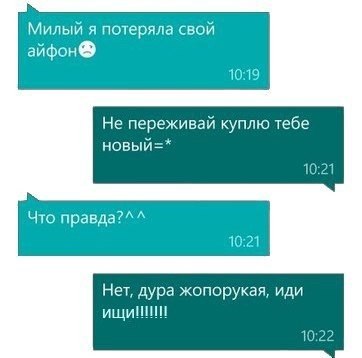 Милый я потеряла свой
айфон☹
10:19
Не переживай куплю тебе
новый=*
10:21
Что правда?^^
10:21
Нет, дура жопорукая, иди
ищи!!!!!!!
10:22